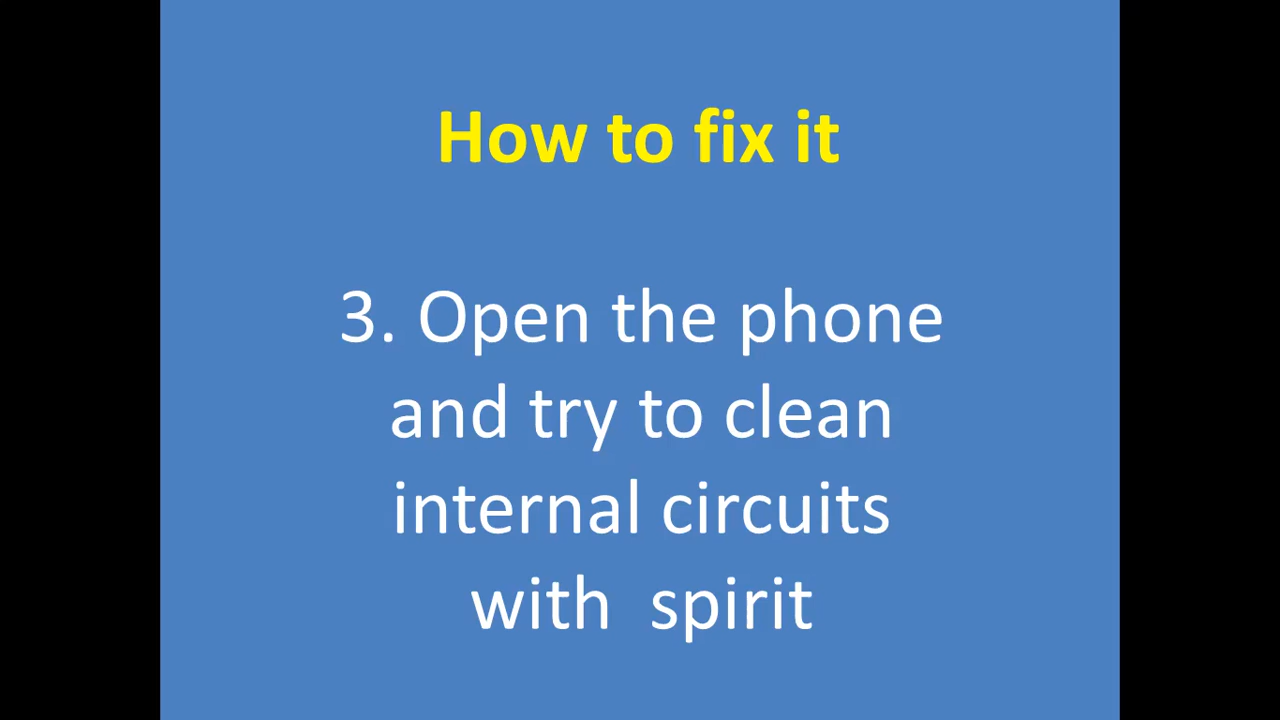 How to fix it
3. Open the phone
and try to clean
internal circuits
with  spirit